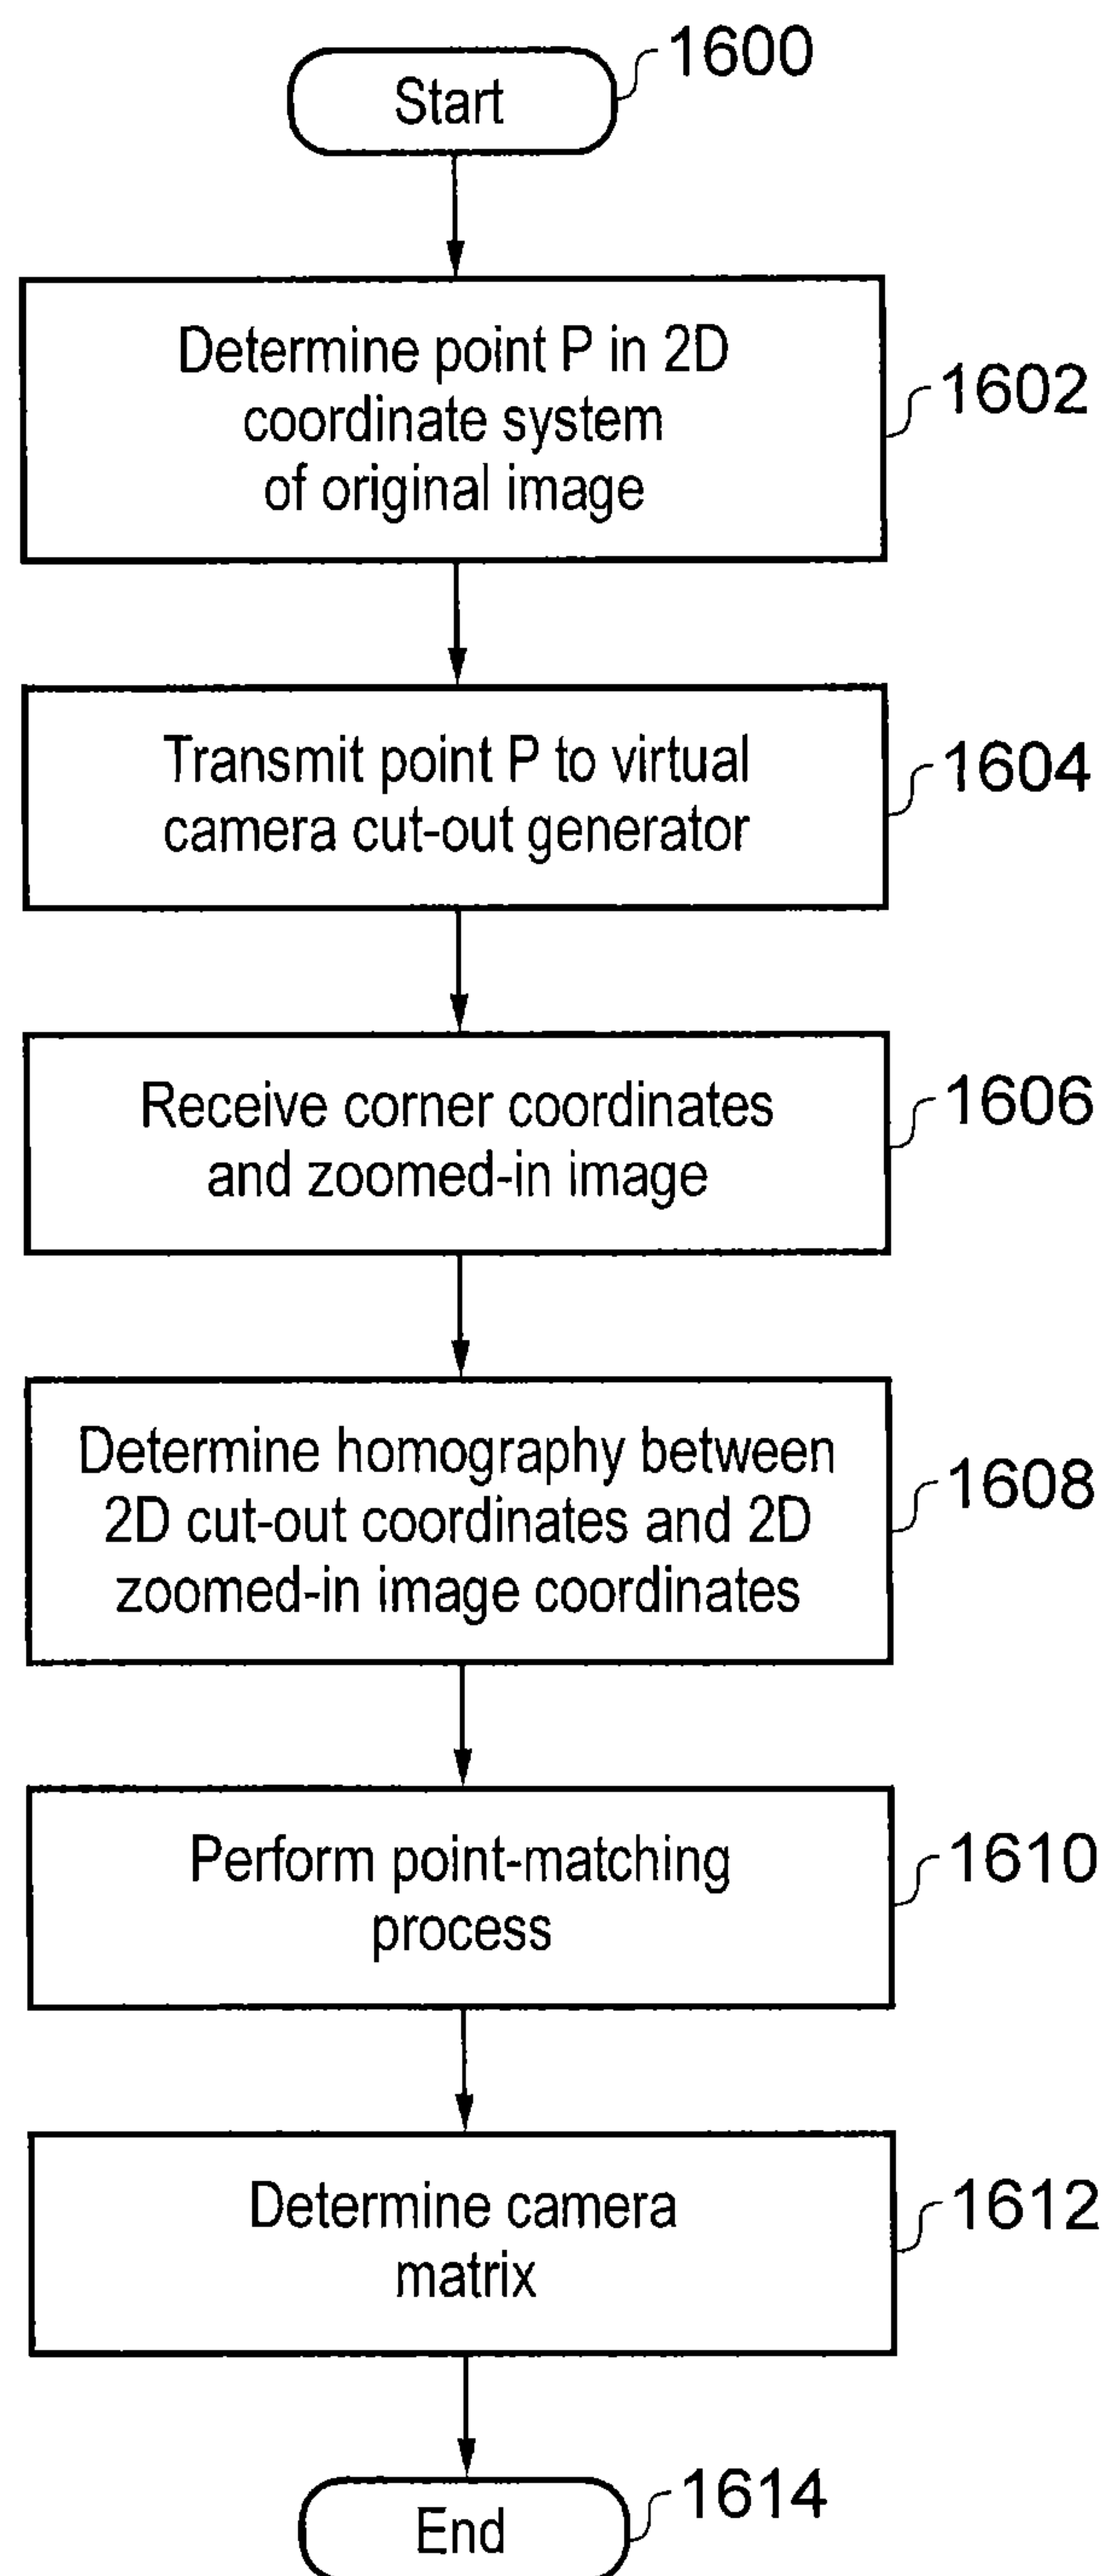 1600
Start
Determine point P in 2D
coordinate system
of original image
1602
Transmit point P to virtual
camera cut-out generator
1604
Receive corner coordinates
and zoomed-in image
1606
Determine homography between
2D cut-out coordinates and 2D
zoomed-in image coordinates
1608
Perform point-matching
process
1610
Determine camera
matrix
1612
End
1614